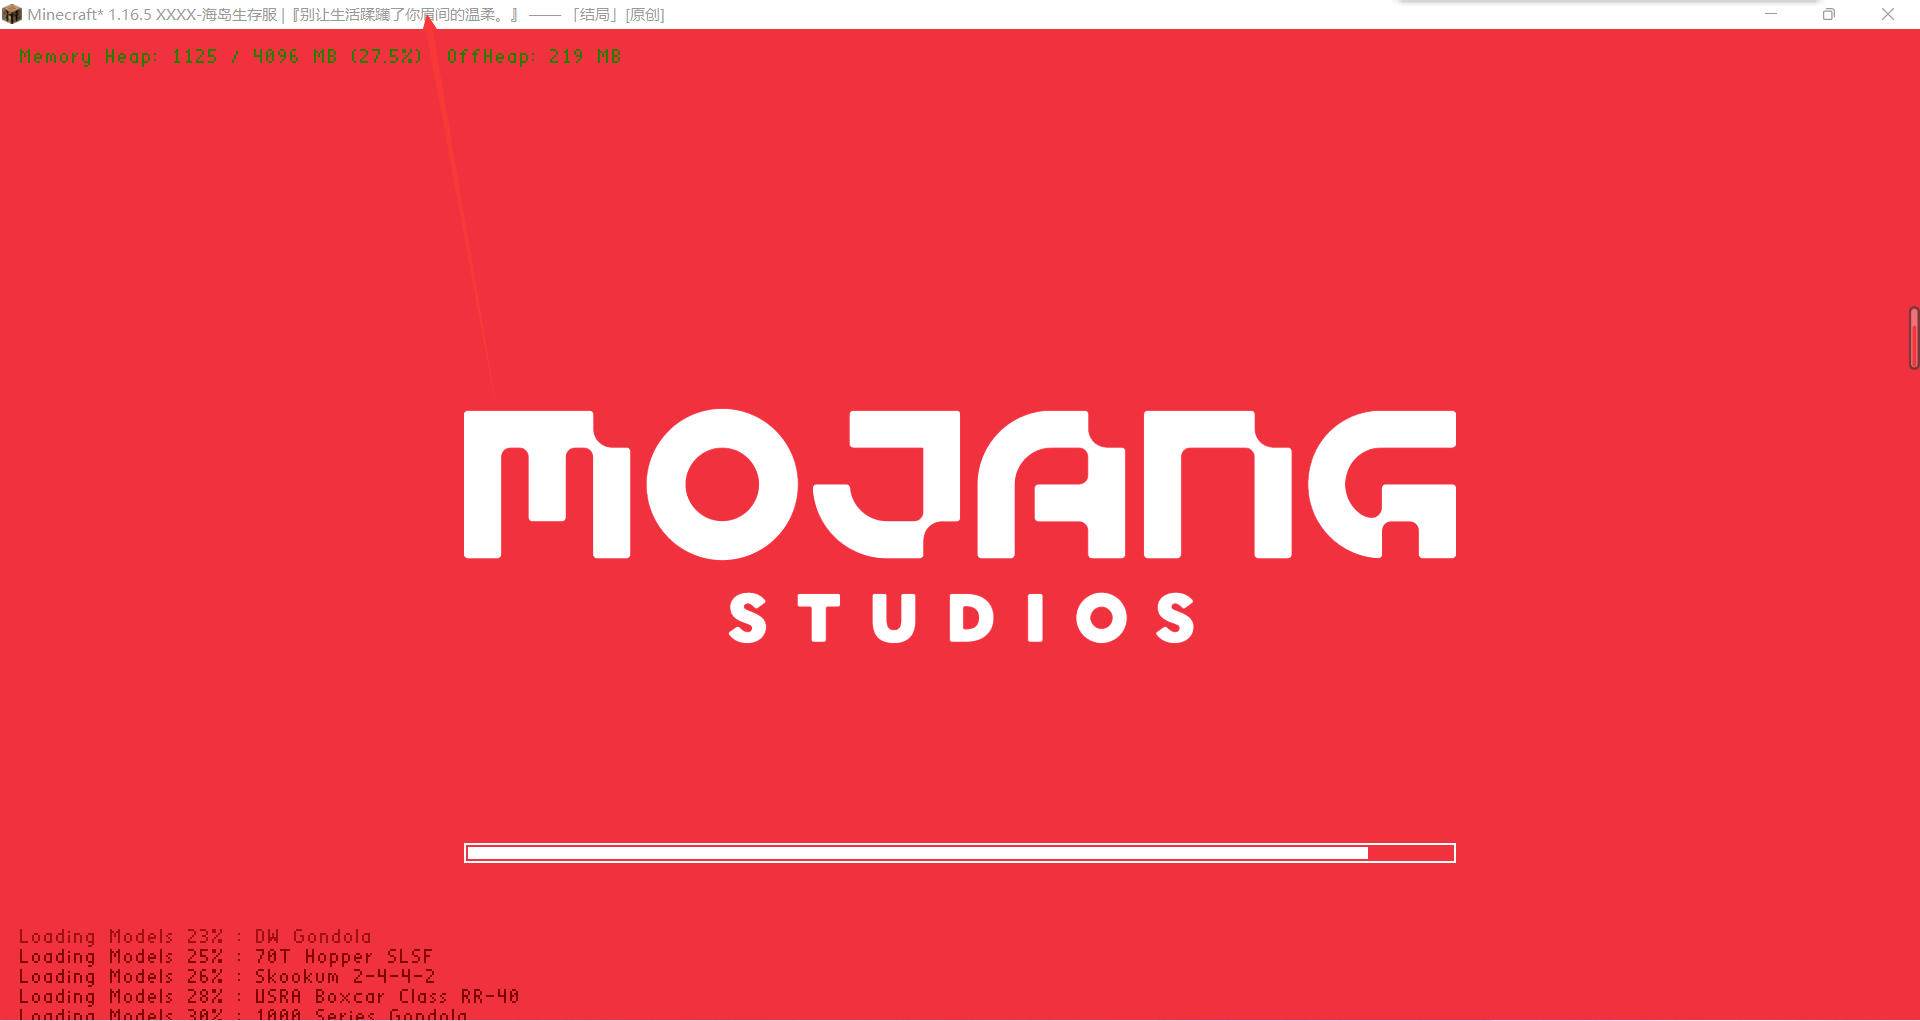 Minecraft* 1.16.5 XXXX-海岛生存服 | 『别让生活蹂躏了你眉间的温柔。』 —— 「结局」[原创]
Memory Heap: 1125 / 4096 MB (27.5%) OffHeap: 219 MB
MOJANG
STUDIOS
Loading Models 23% : DW Gondola
Loading Models 25% : 70T Hopper SLSF
Loading Models 26% : Skookum 2-4-4-2
Loading Models 28% : USRA Boxcar Class RR-40
Loading Models 30% : 1000 Series Gondola